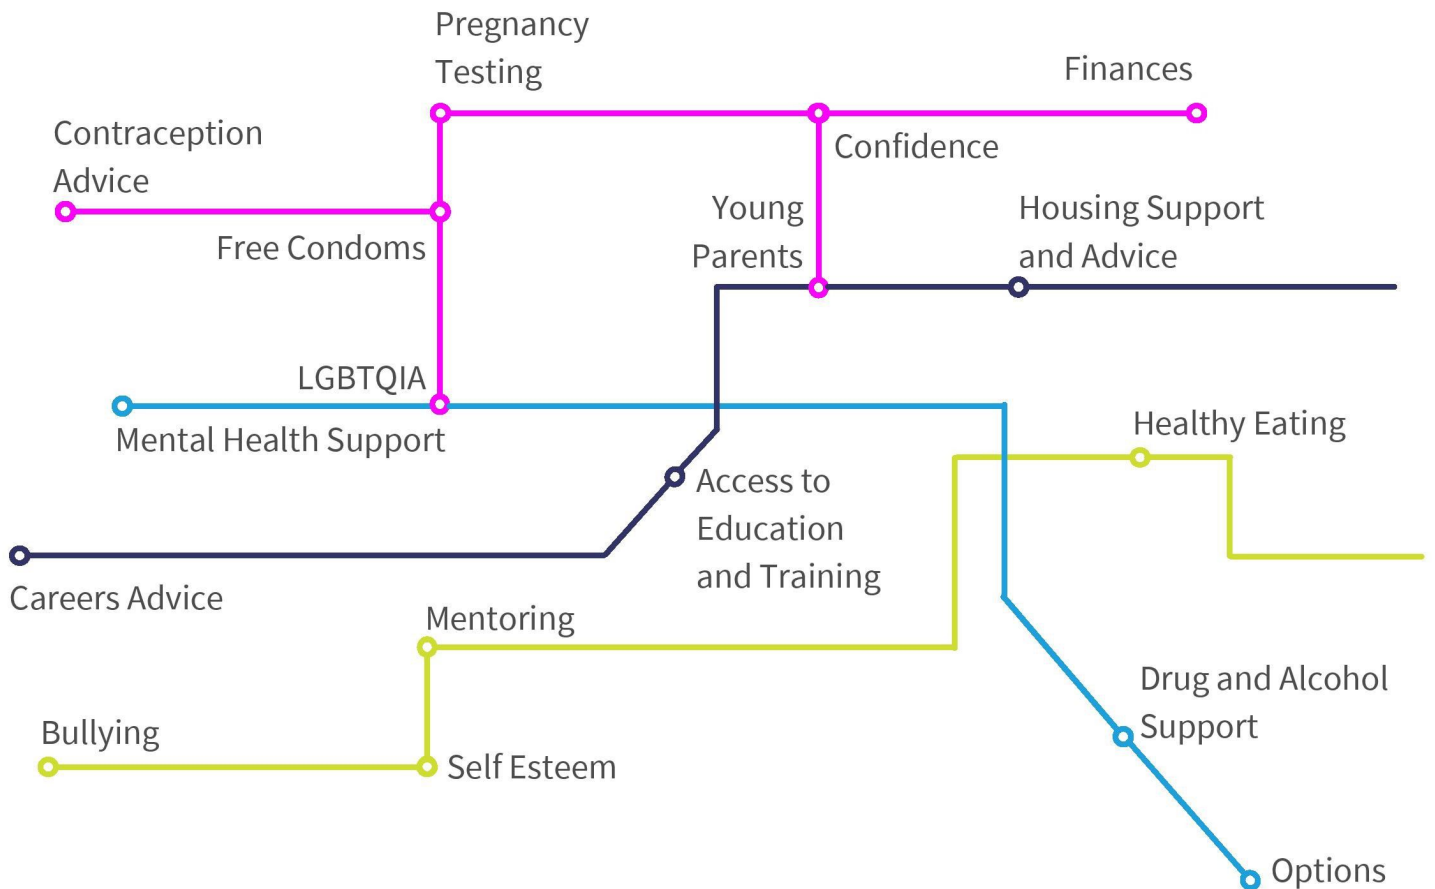 Pregnancy
Testing
Finances
Contraception
Advice
Confidence
Young
Parents
Housing Support
and Advice
Free Condoms
LGBTQIA
Mental Health Support
Healthy Eating
Access to
Education
and Training
Careers Advice
Mentoring
Drug and Alcohol
Support
Bullying
Self Esteem
Options